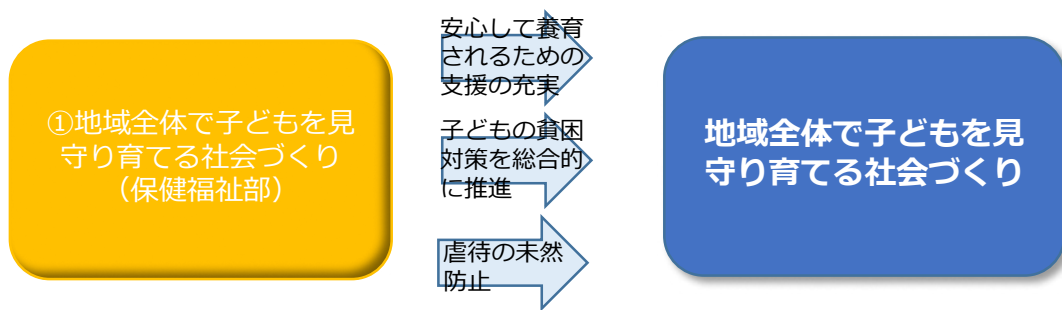 ①地域全体で子どもを見
守り育てる社会づくり
（保健福祉部）
安心して養育
されるための
支援の充実
子どもの貧困
対策を総合的
に推進
虐待の未然
防止
地域全体で子どもを見
守り育てる社会づくり